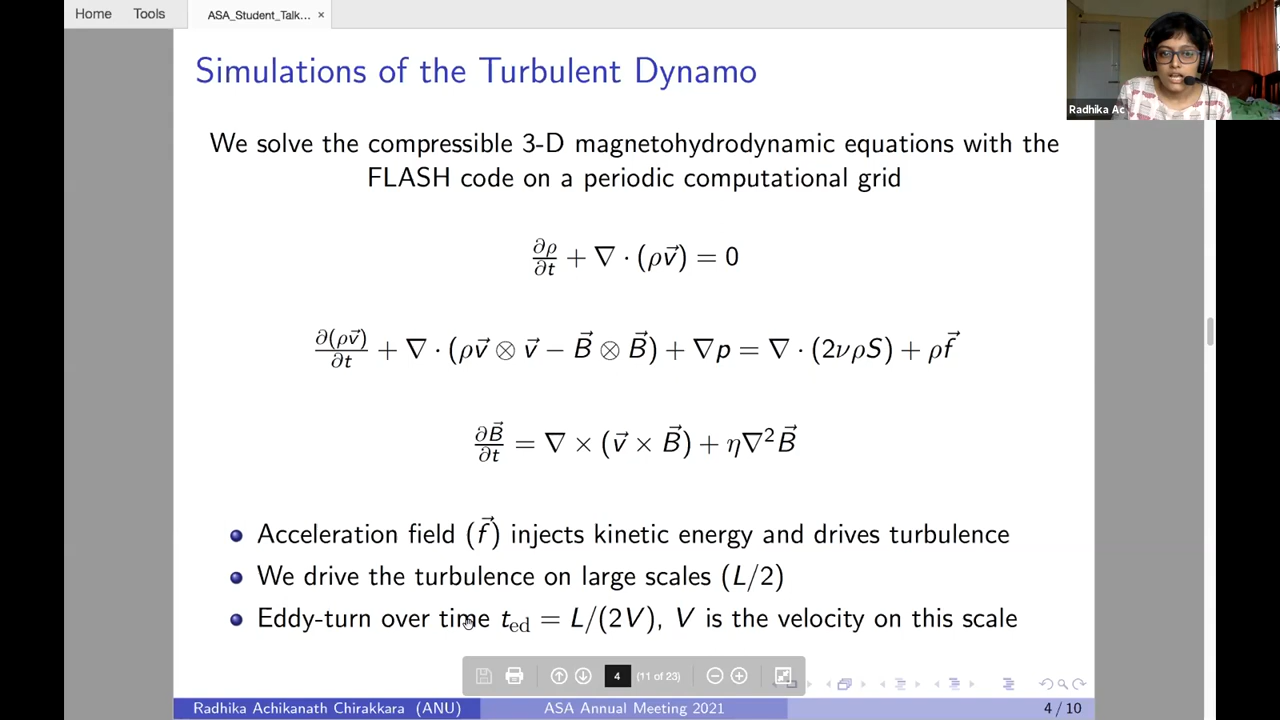 Home Tools ASA_Student_Talk... ×
Radhika Ac
Simulations of the Turbulent Dynamo
We solve the compressible 3-D magnetohydrodynamic equations with the
FLASH code on a periodic computational grid
∂ρ/∂t + ∇ · (ρv⃗) = 0
∂(ρv⃗)/∂t + ∇ · (ρv⃗ ⊗ v⃗ − B⃗ ⊗ B⃗) + ∇p = ∇ · (2νρS) + ρf⃗
∂B⃗/∂t = ∇ × (v⃗ × B⃗) + η∇²B⃗
Acceleration field (f⃗) injects kinetic energy and drives turbulence
We drive the turbulence on large scales (L/2)
Eddy-turn over time t_ed = L/(2V), V is the velocity on this scale
4 (11 of 23)
Radhika Achikanath Chirakkara (ANU) ASA Annual Meeting 2021 4 / 10